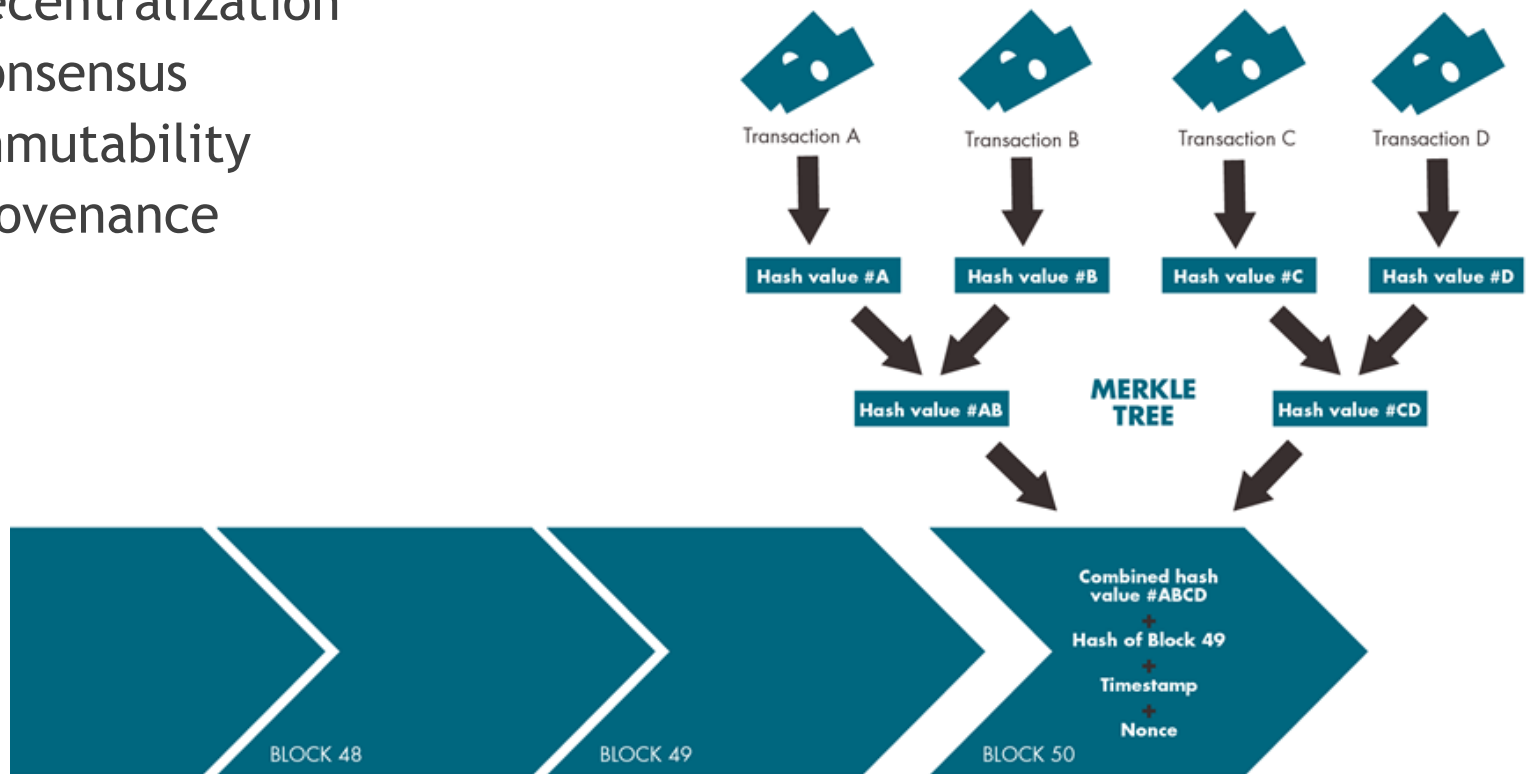 ecentralization
onsensus
mutability
ovenance
Transaction A
Transaction B
Transaction C
Transaction D
Hash value #A
Hash value #B
Hash value #C
Hash value #D
Hash value #AB
MERKLE
TREE
Hash value #CD
Combined hash
value #ABCD
+
Hash of Block 49
+
Timestamp
+
Nonce
BLOCK 48
BLOCK 49
BLOCK 50